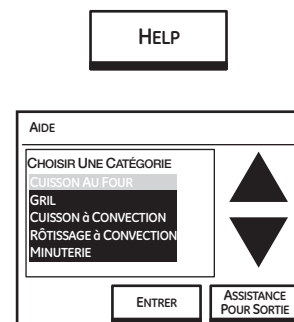 HELP
AIDE
CHOISIR UNE CATÉGORIE
CUISSON AU FOUR
GRIL
CUISSON à CONVECTION
RÔTISSAGE à CONVECTION
MINUTERIE
ENTRER
ASSISTANCE
POUR SORTIE